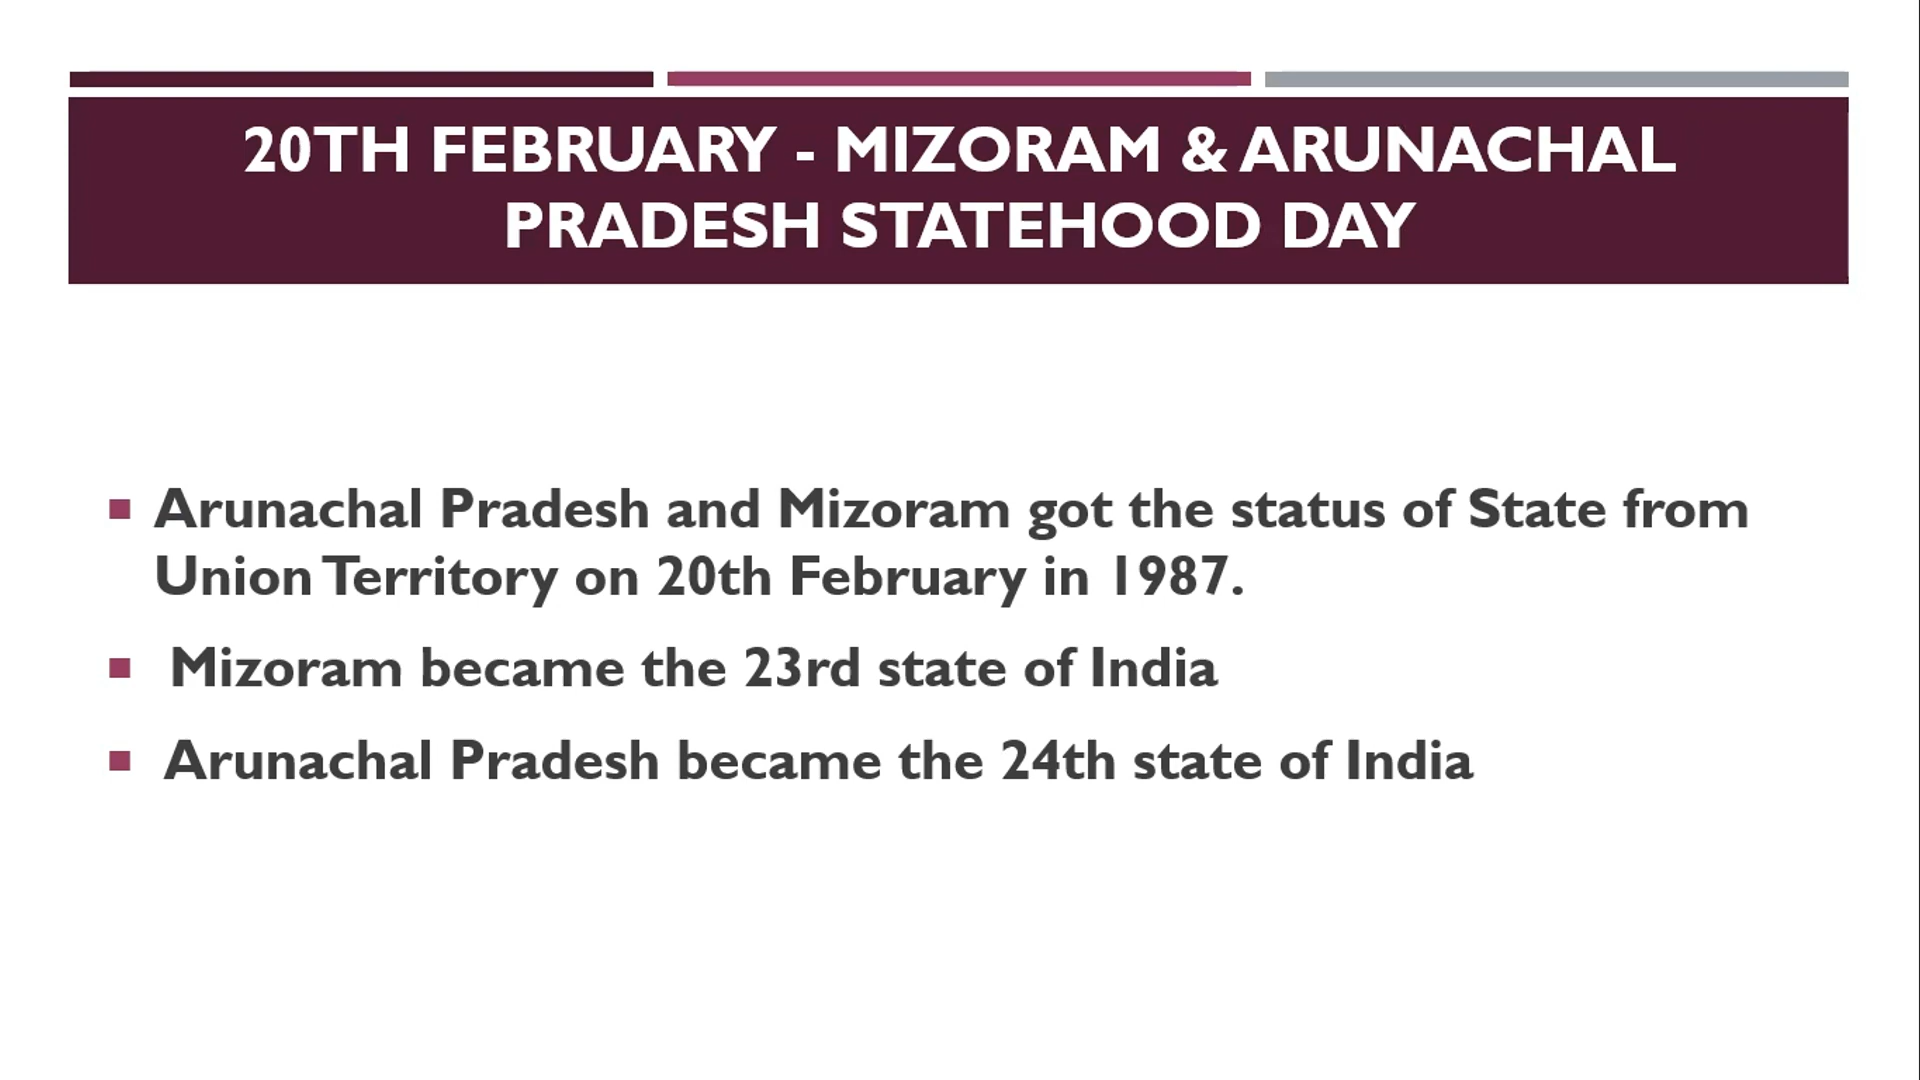 20TH FEBRUARY - MIZORAM & ARUNACHAL
PRADESH STATEHOOD DAY
Arunachal Pradesh and Mizoram got the status of State from
Union Territory on 20th February in 1987.
Mizoram became the 23rd state of India
Arunachal Pradesh became the 24th state of India